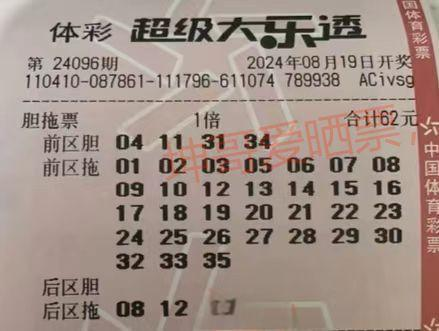 体彩 超级大乐透
第 24096期 2024年08月19日开奖
110410-087861-111796-611074 789938 ACivsg
胆拖票 1倍 合计62元
前区胆 04 11 31 34
前区拖 01 02 03 05 06 07 08
09 10 12 13 14 15 16
17 18 19 20 21 22 23
24 25 26 27 28 29 30
32 33 35
后区胆
后区拖 08 12 [ ]
坤哥爱晒票
国体育彩票
中国体育彩票